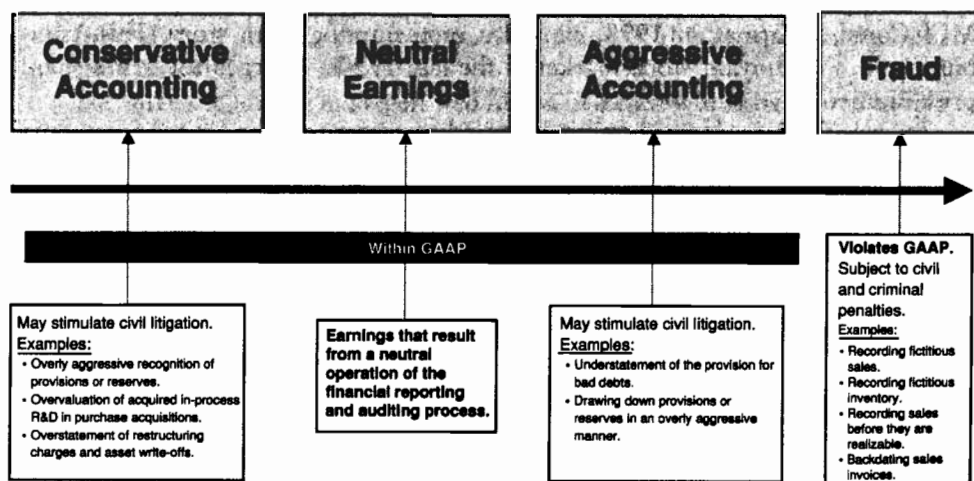 Conservative
Accounting
Neutral
Earnings
Aggressive
Accounting
Fraud
Within GAAP
May stimulate civil litigation.
Examples:
• Overly aggressive recognition of
provisions or reserves.
• Overvaluation of acquired in-process
R&D in purchase acquisitions.
• Overstatement of restructuring
charges and asset write-offs.
Earnings that result
from a neutral
operation of the
financial reporting
and auditing process.
May stimulate civil litigation.
Examples:
• Understatement of the provision for
bad debts.
• Drawing down provisions or
reserves in an overly aggressive
manner.
Violates GAAP.
Subject to civil
and criminal
penalties.
Examples:
• Recording fictitious
sales.
• Recording fictitious
inventory.
• Recording sales
before they are
realizable.
• Backdating sales
invoices.